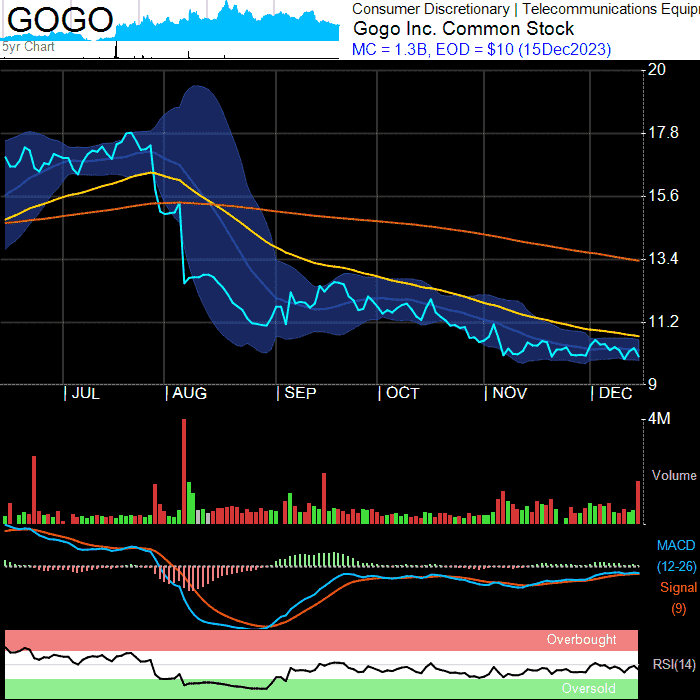 GOGO
5yr Chart
Consumer Discretionary | Telecommunications Equip
Gogo Inc. Common Stock
MC = 1.3B, EOD = $10 (15Dec2023)
20
17.8
15.6
13.4
11.2
9
| JUL | AUG | SEP | OCT | NOV | DEC
4M
Volume
MACD
(12-26)
Signal
(9)
Overbought
RSI(14)
Oversold